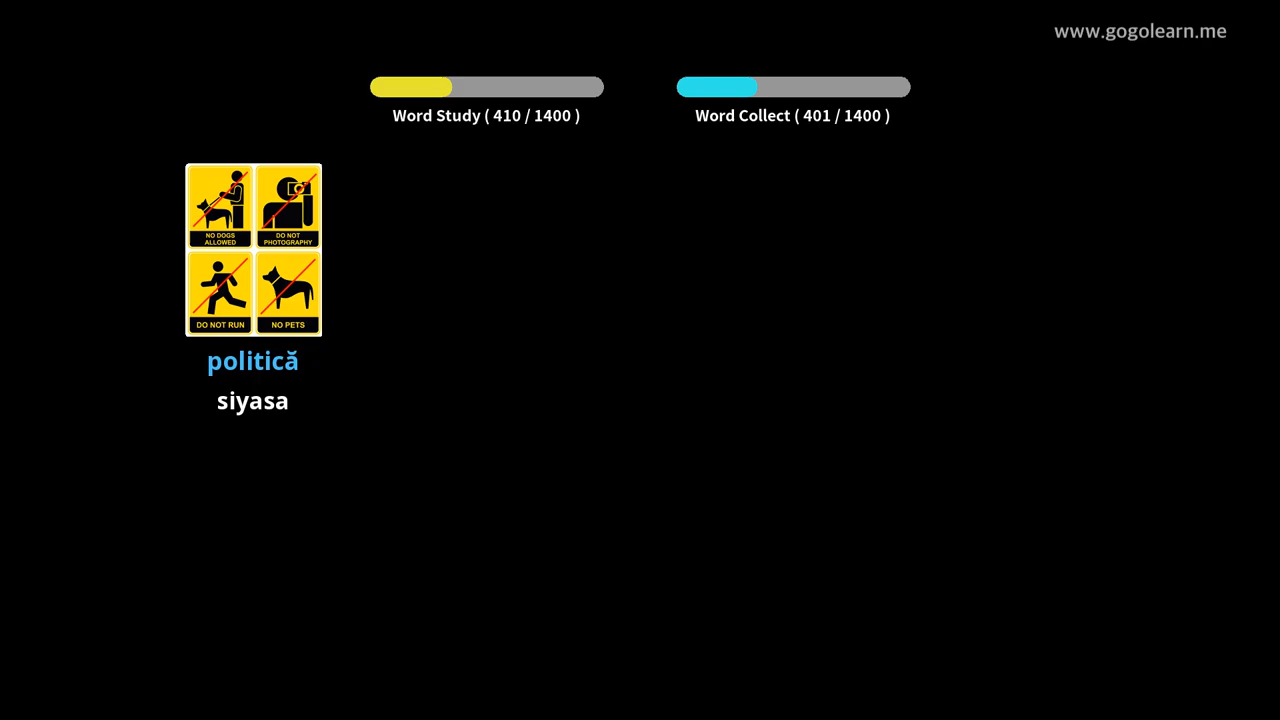 www.gogolearn.me
Word Study ( 410 / 1400 )
Word Collect ( 401 / 1400 )
NO DOGS
ALLOWED
DO NOT
PHOTOGRAPHY
DO NOT RUN
NO PETS
politică
siyasa